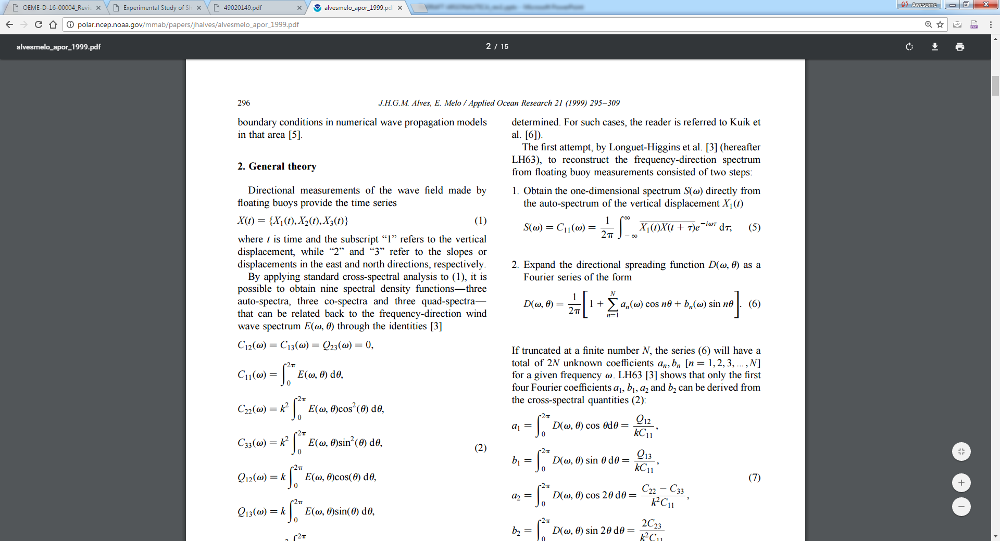 OEME-D-16-00004_Revie
Experimental Study of Sh
49020149.pdf
alvesmelo_apor_1999.pd
Awesome
polar.ncep.noaa.gov/mmab/papers/jhalves/alvesmelo_apor_1999.pdf
alvesmelo_apor_1999.pdf
2 / 15
296
J.H.G.M. Alves, E. Melo / Applied Ocean Research 21 (1999) 295–309
boundary conditions in numerical wave propagation models
in that area [5].
2. General theory
Directional measurements of the wave field made by
floating buoys provide the time series
X(t) = {X₁(t), X₂(t), X₃(t)} (1)
where t is time and the subscript “1” refers to the vertical
displacement, while “2” and “3” refer to the slopes or
displacements in the east and north directions, respectively.
By applying standard cross-spectral analysis to (1), it is
possible to obtain nine spectral density functions—three
auto-spectra, three co-spectra and three quad-spectra—
that can be related back to the frequency-direction wind
wave spectrum E(ω, θ) through the identities [3]
C₁₂(ω) = C₁₃(ω) = Q₂₃(ω) = 0,
C₁₁(ω) = ∫₀^2π E(ω, θ) dθ,
C₂₂(ω) = k² ∫₀^2π E(ω, θ)cos²(θ) dθ,
C₃₃(ω) = k² ∫₀^2π E(ω, θ)sin²(θ) dθ,
(2)
Q₁₂(ω) = k ∫₀^2π E(ω, θ)cos(θ) dθ,
Q₁₃(ω) = k ∫₀^2π E(ω, θ)sin(θ) dθ,
determined. For such cases, the reader is referred to Kuik et
al. [6]).
The first attempt, by Longuet-Higgins et al. [3] (hereafter
LH63), to reconstruct the frequency-direction spectrum
from floating buoy measurements consisted of two steps:
1. Obtain the one-dimensional spectrum S(ω) directly from
the auto-spectrum of the vertical displacement X₁(t)
S(ω) = C₁₁(ω) = 1/2π ∫₋∞^∞ X₁(t)X(t + τ)e^−iωτ dτ; (5)
2. Expand the directional spreading function D(ω, θ) as a
Fourier series of the form
D(ω, θ) = 1/2π [1 + ∑ₙ₌₁^N aₙ(ω) cos nθ + bₙ(ω) sin nθ]. (6)
If truncated at a finite number N, the series (6) will have a
total of 2N unknown coefficients aₙ, bₙ [n = 1, 2, 3, ..., N]
for a given frequency ω. LH63 [3] shows that only the first
four Fourier coefficients a₁, b₁, a₂ and b₂ can be derived from
the cross-spectral quantities (2):
a₁ = ∫₀^2π D(ω, θ) cos θdθ = Q₁₂/kC₁₁,
b₁ = ∫₀^2π D(ω, θ) sin θ dθ = Q₁₃/kC₁₁,
(7)
a₂ = ∫₀^2π D(ω, θ) cos 2θ dθ = C₂₂ − C₃₃/k²C₁₁,
b₂ = ∫₀^2π D(ω, θ) sin 2θ dθ = 2C₂₃/k²C₁₁